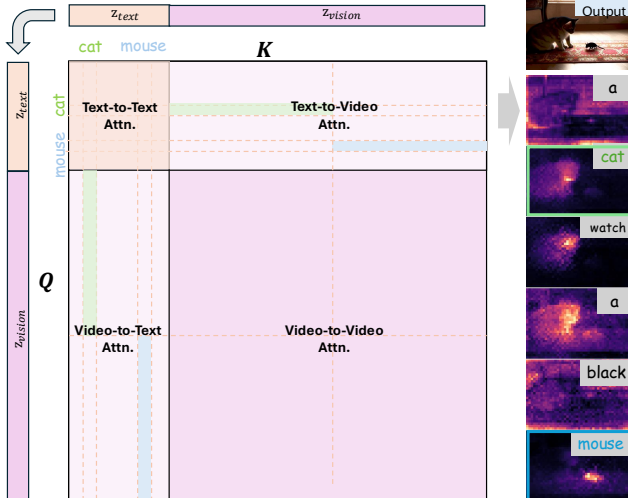 z_text
z_vision
Output
cat
mouse
K
a
z_text
cat
Text-to-Text
Attn.
Text-to-Video
Attn.
mouse
cat
watch
Q
z_vision
a
Video-to-Text
Attn.
Video-to-Video
Attn.
black
mouse